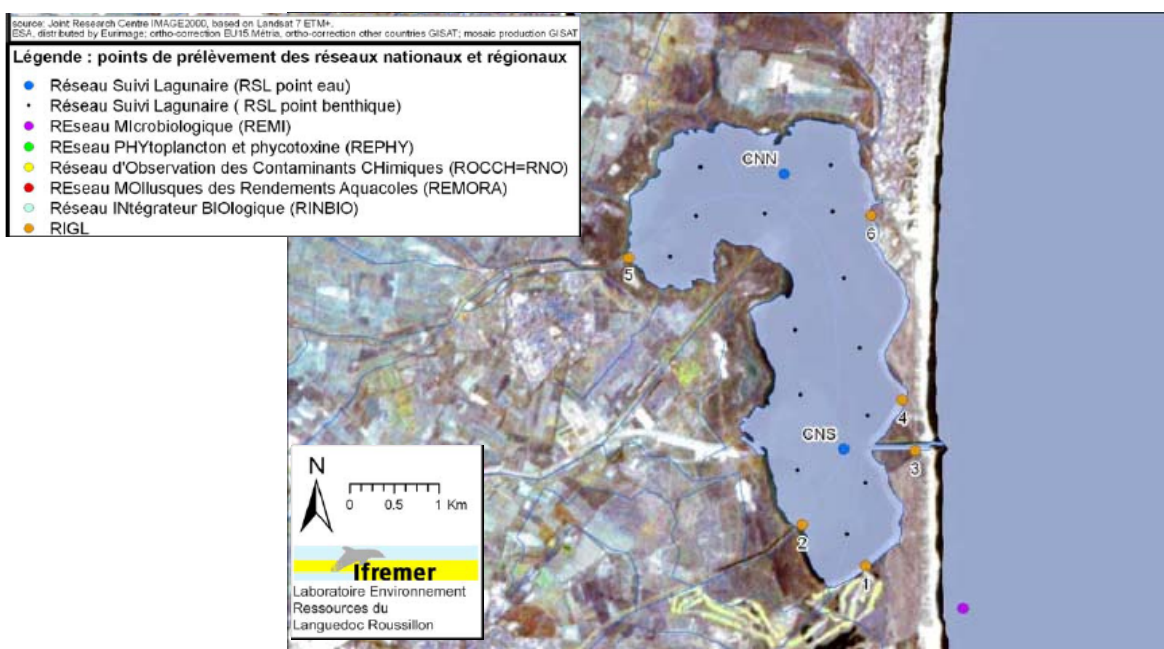 source: Joint Research Centre IMAGE2000, based on Landsat 7 ETM+.
ESA, distributed by Eurimage; ortho-correction EU15 Métria, ortho-correction other countries GISAT; mosaic production GISAT
Légende : points de prélèvement des réseaux nationaux et régionaux
Réseau Suivi Lagunaire (RSL point eau)
Réseau Suivi Lagunaire ( RSL point benthique)
REseau MIcrobiologique (REMI)
REseau PHYtoplancton et phycotoxine (REPHY)
Réseau d'Observation des Contaminants CHimiques (ROCCH=RNO)
REseau MOllusques des Rendements Aquacoles (REMORA)
Réseau INtégrateur BIOlogique (RINBIO)
RIGL
CNN
6
5
4
CNS
3
2
1
N
0 0.5 1 Km
Ifremer
Laboratoire Environnement
Ressources du
Languedoc Roussillon